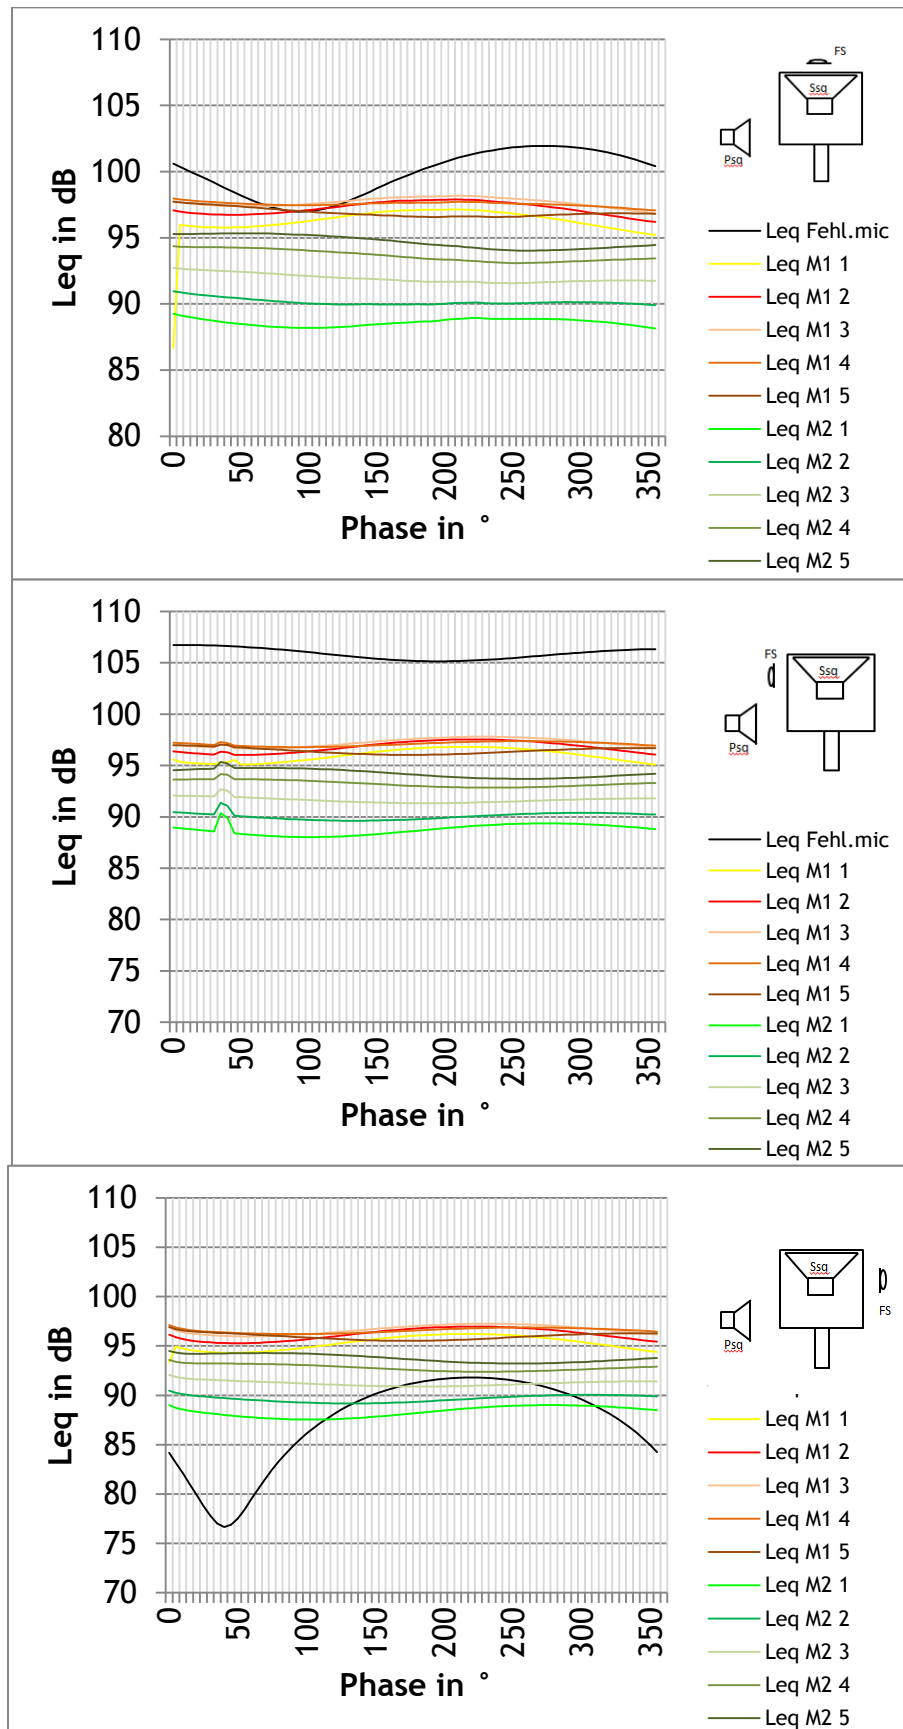 110
105
100
95
90
85
80
Leq in dB
0
50
100
150
200
250
300
350
Phase in °
FS
Ssq
Psq
Leq Fehl.mic
Leq M1 1
Leq M1 2
Leq M1 3
Leq M1 4
Leq M1 5
Leq M2 1
Leq M2 2
Leq M2 3
Leq M2 4
Leq M2 5
110
105
100
95
90
85
80
75
70
Leq in dB
0
50
100
150
200
250
300
350
Phase in °
FS
Ssq
Psq
Leq Fehl.mic
Leq M1 1
Leq M1 2
Leq M1 3
Leq M1 4
Leq M1 5
Leq M2 1
Leq M2 2
Leq M2 3
Leq M2 4
Leq M2 5
110
105
100
95
90
85
80
75
70
Leq in dB
0
50
100
150
200
250
300
350
Phase in °
Ssq
FS
Psq
Leq M1 1
Leq M1 2
Leq M1 3
Leq M1 4
Leq M1 5
Leq M2 1
Leq M2 2
Leq M2 3
Leq M2 4
Leq M2 5